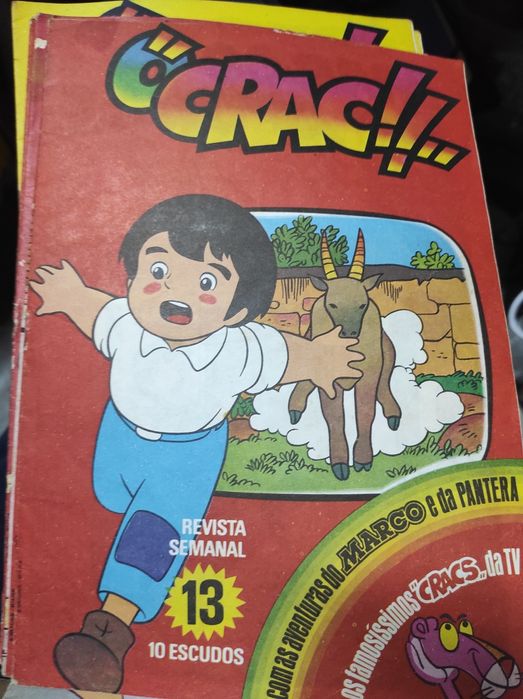 "CRAC!!"
REVISTA
SEMANAL
13
10 ESCUDOS
com as aventuras do MARCO e da PANTERA
os famosíssimos "CRACS" da TV